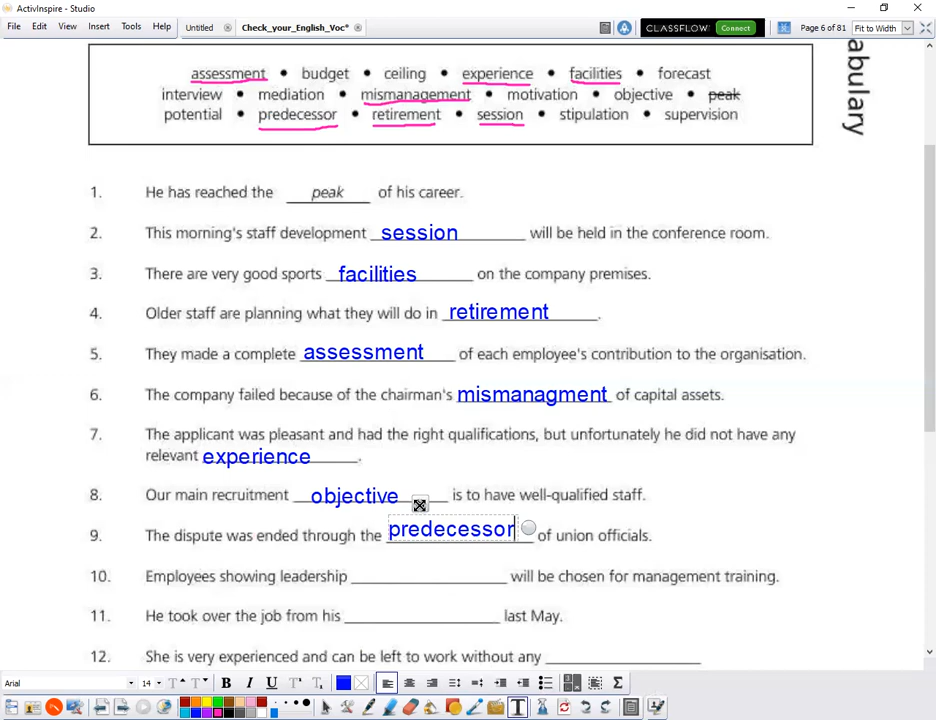 ActivInspire - Studio
File Edit View Insert Tools Help Untitled Check_your_English_Voc* CLASSFLOW Connect Page 6 of 81 Fit to Width
abulary
assessment • budget • ceiling • experience • facilities • forecast
interview • mediation • mismanagement • motivation • objective • peak
potential • predecessor • retirement • session • stipulation • supervision
1. He has reached the peak of his career.
2. This morning's staff development session will be held in the conference room.
3. There are very good sports facilities on the company premises.
4. Older staff are planning what they will do in retirement.
5. They made a complete assessment of each employee's contribution to the organisation.
6. The company failed because of the chairman's mismanagment of capital assets.
7. The applicant was pleasant and had the right qualifications, but unfortunately he did not have any
relevant experience.
8. Our main recruitment objective is to have well-qualified staff.
9. The dispute was ended through the predecessor of union officials.
10. Employees showing leadership ____ will be chosen for management training.
11. He took over the job from his ____ last May.
12. She is very experienced and can be left to work without any ____
Arial 14 B I U